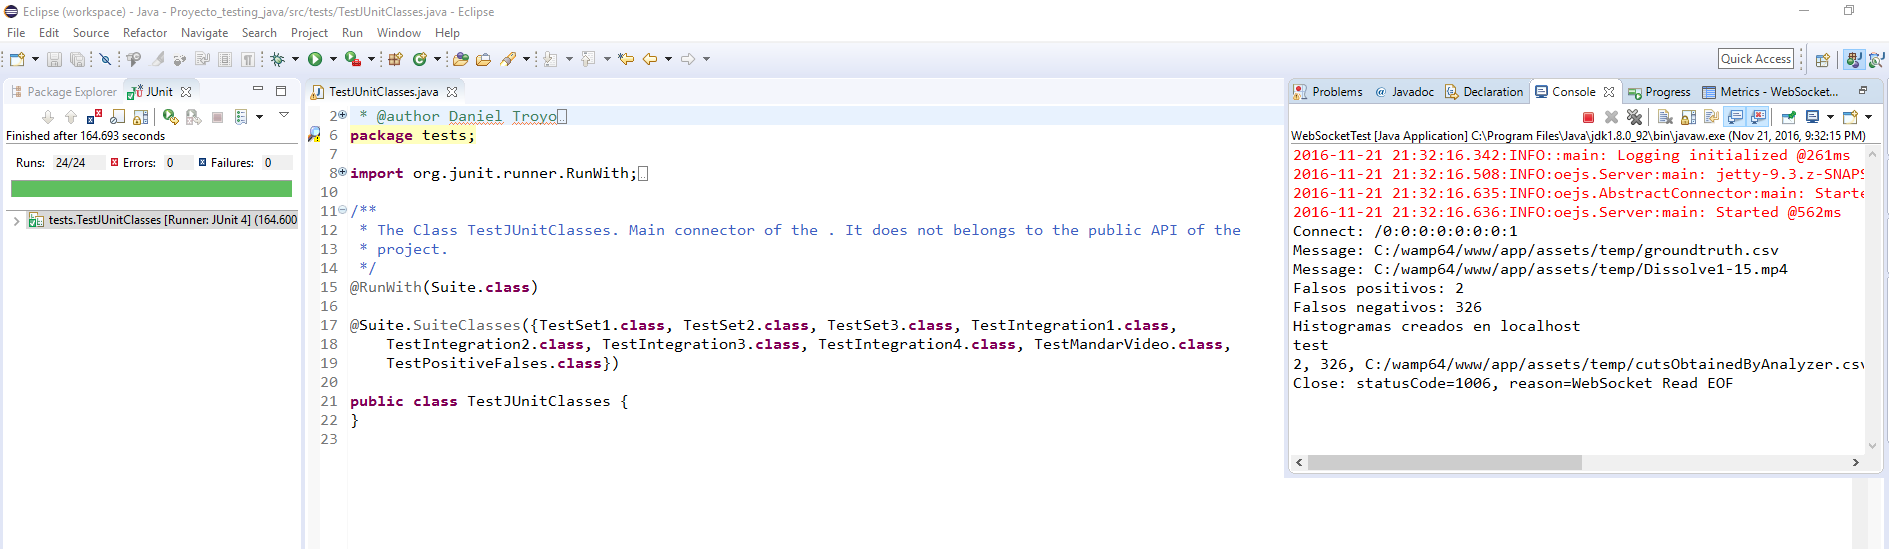 Eclipse (workspace) - Java - Proyecto_testing_java/src/tests/TestJUnitClasses.java - Eclipse
File Edit Source Refactor Navigate Search Project Run Window Help
Quick Access
Package Explorer JUnit
Finished after 164.693 seconds
Runs: 24/24 Errors: 0 Failures: 0
tests.TestJUnitClasses [Runner: JUnit 4] (164.600
TestJUnitClasses.java
2 * @author Daniel Troyo
6 package tests;
7
8 import org.junit.runner.RunWith;
10
11 /**
12 * The Class TestJUnitClasses. Main connector of the . It does not belongs to the public API of the
13 * project.
14 */
15 @RunWith(Suite.class)
16
17 @Suite.SuiteClasses({TestSet1.class, TestSet2.class, TestSet3.class, TestIntegration1.class,
18 TestIntegration2.class, TestIntegration3.class, TestIntegration4.class, TestMandarVideo.class,
19 TestPositiveFalses.class})
20
21 public class TestJUnitClasses {
22 }
23
Problems @ Javadoc Declaration Console Progress Metrics - WebSocket...
WebSocketTest [Java Application] C:\Program Files\Java\jdk1.8.0_92\bin\javaw.exe (Nov 21, 2016, 9:32:15 PM)
2016-11-21 21:32:16.342:INFO::main: Logging initialized @261ms
2016-11-21 21:32:16.508:INFO:oejs.Server:main: jetty-9.3.z-SNAPS
2016-11-21 21:32:16.635:INFO:oejs.AbstractConnector:main: Starte
2016-11-21 21:32:16.636:INFO:oejs.Server:main: Started @562ms
Connect: /0:0:0:0:0:0:0:1
Message: C:/wamp64/www/app/assets/temp/groundtruth.csv
Message: C:/wamp64/www/app/assets/temp/Dissolve1-15.mp4
Falsos positivos: 2
Falsos negativos: 326
Histogramas creados en localhost
test
2, 326, C:/wamp64/www/app/assets/temp/cutsObtainedByAnalyzer.csv
Close: statusCode=1006, reason=WebSocket Read EOF